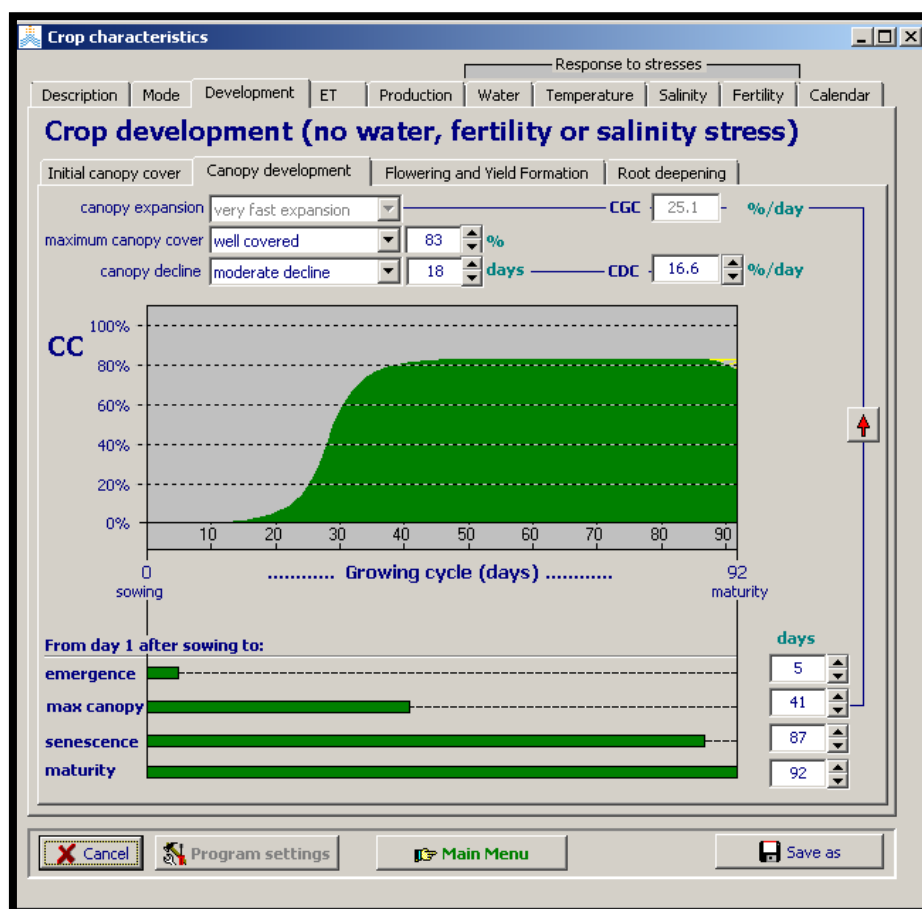 Crop characteristics
Response to stresses
Description Mode Development ET Production Water Temperature Salinity Fertility Calendar
Crop development (no water, fertility or salinity stress)
Initial canopy cover Canopy development Flowering and Yield Formation Root deepening
canopy expansion very fast expansion CGC 25.1 %/day
maximum canopy cover well covered 83 %
canopy decline moderate decline 18 days CDC 16.6 %/day
CC
100%
80%
60%
40%
20%
0%
10 20 30 40 50 60 70 80 90
0 ............ Growing cycle (days) ............ 92
sowing maturity
From day 1 after sowing to: days
emergence 5
max canopy 41
senescence 87
maturity 92
Cancel Program settings Main Menu Save as